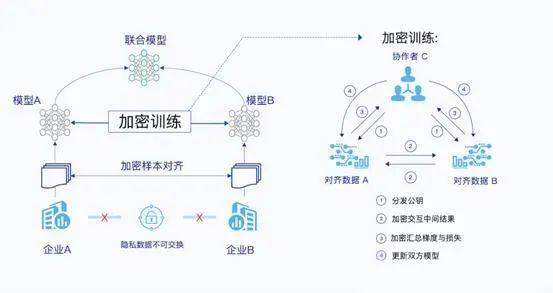 联合模型
模型A
模型B
加密训练
加密样本对齐
企业A
X
隐私数据不可交换
X
企业B
加密训练:
协作者 C
④
③
①
③
①
④
②
②
对齐数据 A
对齐数据 B
① 分发公钥
② 加密交互中间结果
③ 加密汇总梯度与损失
④ 更新双方模型